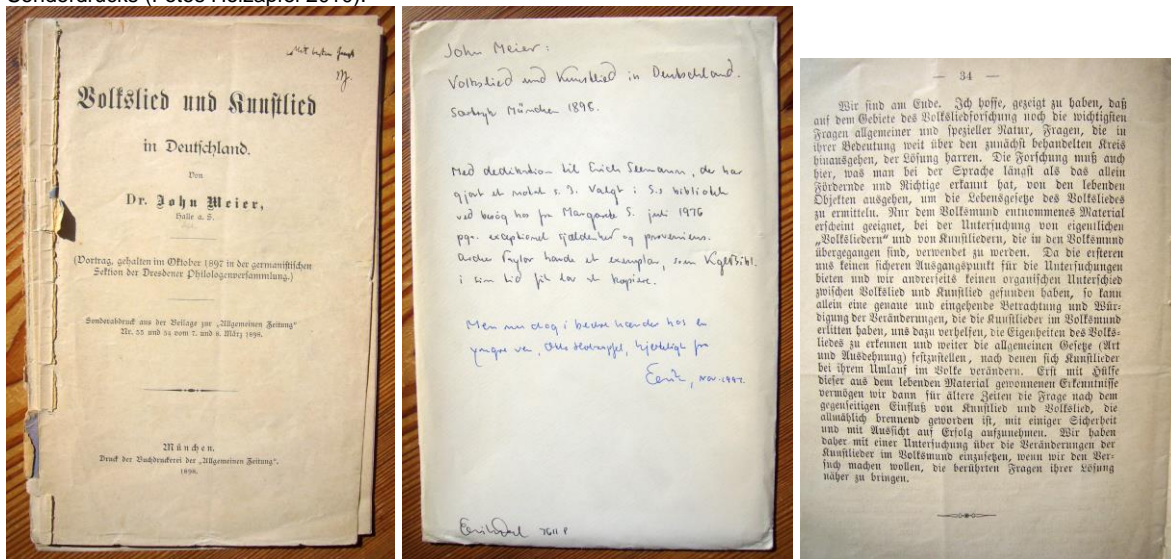 Sonderdrucks (Fotos Holzapfel 2010).
Volkslied und Kunstlied
in Deutschland.
Von
Dr. John Meier,
Halle a. S.
(Vortrag, gehalten im Oktober 1897 in der germanistischen
Sektion der Dresdener Philologenversammlung.)
Sonderabdruck aus der Beilage zur „Allgemeinen Zeitung“
Nr. 53 und 54 vom 7. und 8. März 1898.
München.
Druck der Buchdruckerei der „Allgemeinen Zeitung“.
1898.
John Meier:
Volkslied und Kunstlied in Deutschland.
Særtryk München 1898.
Med dedikation til Erich Seemann, der har
gjort et notat s. 3. Valgt i S.s bibliotek
ved besøg hos fru Margarete S. juli 1976
pgr. exceptionel sjældenhed og proveniens.
Archer Taylor havde et exemplar, som Kgl. Bibl.
i sin tid fik lov at kopiere.
Men nu dog i bedre hænder hos en
yngre ven, Otto Holzapfel, hjerteligt fra
Erik, nov. 1997.
Erik Dal 7611 P
— 34 —
Wir sind am Ende. Ich hoffe, gezeigt zu haben, daß
auf dem Gebiete des Volksliedforschung noch die wichtigsten
Fragen allgemeiner und spezieller Natur, Fragen, die in
ihrer Bedeutung weit über den zunächst behandelten Kreis
hinausgehen, der Lösung harren. Die Forschung muß auch
hier, was man bei der Sprache längst als das allein
Fördernde und Richtige erkannt hat, von den lebenden
Objekten ausgehen, um die Lebensgesetze des Volksliedes
zu ermitteln. Nur dem Volksmund entnommenes Material
erscheint geeignet, bei der Untersuchung von eigentlichen
„Volksliedern“ und von Kunstliedern, die in den Volksmund
übergegangen sind, verwendet zu werden. Da die ersteren
uns keinen sicheren Ausgangspunkt für die Untersuchungen
bieten und wir andrerseits keinen organischen Unterschied
zwischen Volkslied und Kunstlied gefunden haben, so kann
allein eine genaue und eingehende Betrachtung und Wür-
digung der Veränderungen, die die Kunstlieder im Volksmund
erlitten haben, uns dazu verhelfen, die Eigenheiten des Volks-
liedes zu erkennen und weiter die allgemeinen Gesetze (Art
und Ausdehnung) festzustellen, nach denen sich Kunstlieder
bei ihrem Umlauf im Volke verändern. Erst mit Hülfe
dieser aus dem lebenden Material gewonnenen Erkenntnisse
vermögen wir dann für ältere Zeiten die Frage nach dem
gegenseitigen Einfluß von Kunstlied und Volkslied, die
allmählich brennend geworden ist, mit einiger Sicherheit
und mit Aussicht auf Erfolg aufzunehmen. Wir haben
daher mit einer Untersuchung über die Veränderungen der
Kunstlieder im Volksmund einzusetzen, wenn wir den Ver-
such machen wollen, die berührten Fragen ihrer Lösung
näher zu bringen.